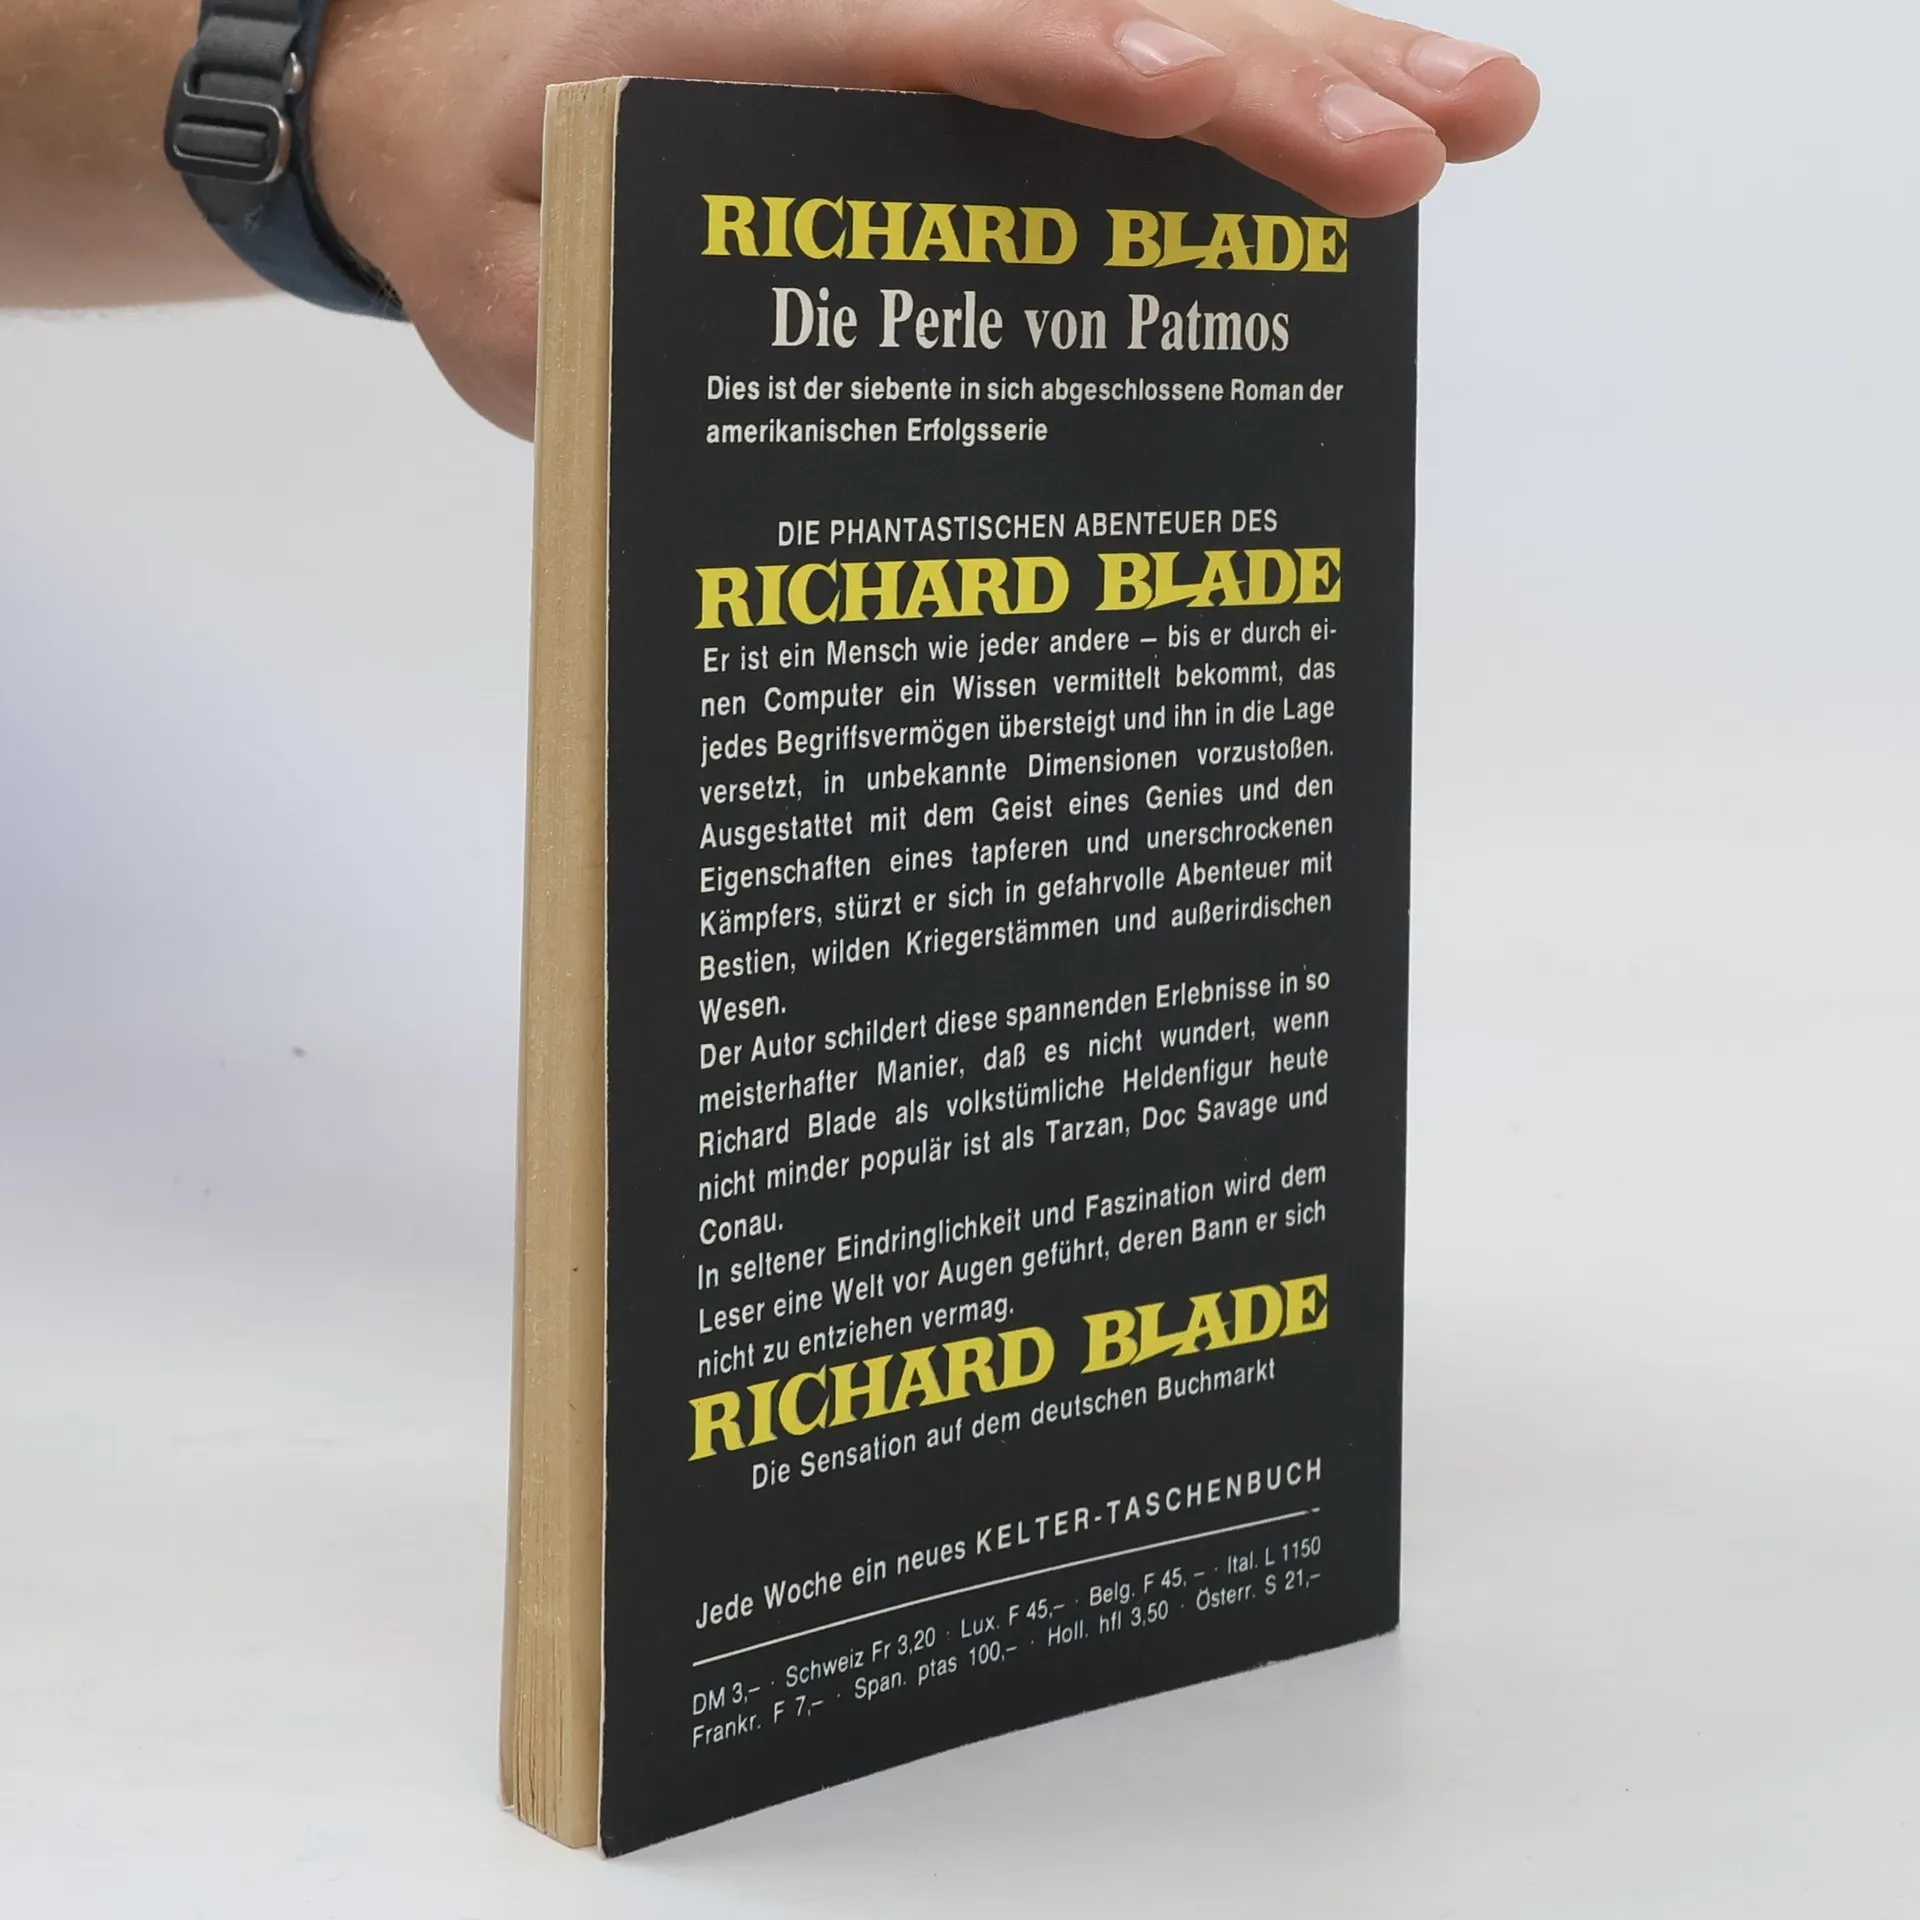 RICHARD BLADE
Die Perle von Patmos
Dies ist der siebente in sich abgeschlossene Roman der
amerikanischen Erfolgsserie
DIE PHANTASTISCHEN ABENTEUER DES
RICHARD BLADE
Er ist ein Mensch wie jeder andere – bis er durch ei-
nen Computer ein Wissen vermittelt bekommt, das
jedes Begriffsvermögen übersteigt und ihn in die Lage
versetzt, in unbekannte Dimensionen vorzustoßen.
Ausgestattet mit dem Geist eines Genies und den
Eigenschaften eines tapferen und unerschrockenen
Kämpfers, stürzt er sich in gefahrvolle Abenteuer mit
Bestien, wilden Kriegerstämmen und außerirdischen
Wesen.
Der Autor schildert diese spannenden Erlebnisse in so
meisterhafter Manier, daß es nicht wundert, wenn
Richard Blade als volkstümliche Heldenfigur heute
nicht minder populär ist als Tarzan, Doc Savage und
Conau.
In seltener Eindringlichkeit und Faszination wird dem
Leser eine Welt vor Augen geführt, deren Bann er sich
nicht zu entziehen vermag.
RICHARD BLADE
Die Sensation auf dem deutschen Buchmarkt
Jede Woche ein neues KELTER-TASCHENBUCH
DM 3,– · Schweiz Fr 3,20 · Lux. F 45,– · Belg. F 45, – · Ital. L 1150
Frankr. F 7,– · Span. ptas 100,– · Holl. hfl 3,50 · Österr. S 21,–